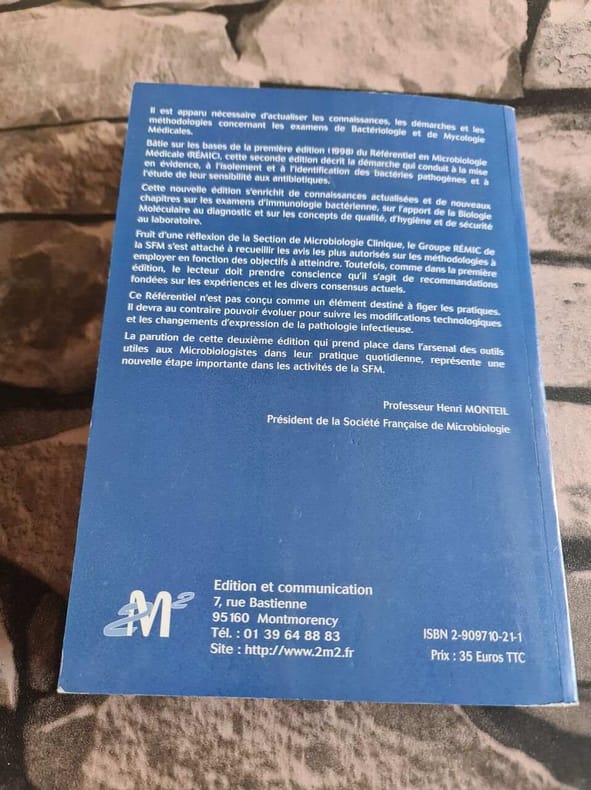 Il est apparu nécessaire d'actualiser les connaissances, les démarches et les
méthodologies concernant les examens de Bactériologie et de Mycologie
Médicales.
Bâtie sur les bases de la première édition (1998) du Référentiel en Microbiologie
Médicale (RÉMIC), cette seconde édition décrit la démarche qui conduit à la mise
en évidence, à l'isolement et à l'identification des bactéries pathogènes et à
l'étude de leur sensibilité aux antibiotiques.
Cette nouvelle édition s'enrichit de connaissances actualisées et de nouveaux
chapitres sur les examens d'immunologie bactérienne, sur l'apport de la Biologie
Moléculaire au diagnostic et sur les concepts de qualité, d'hygiène et de sécurité
au laboratoire.
Fruit d'une réflexion de la Section de Microbiologie Clinique, le Groupe RÉMIC de
la SFM s'est attaché à recueillir les avis les plus autorisés sur les méthodologies à
employer en fonction des objectifs à atteindre. Toutefois, comme dans la première
édition, le lecteur doit prendre conscience qu'il s'agit de recommandations
fondées sur les expériences et les divers consensus actuels.
Ce Référentiel n'est pas conçu comme un élément destiné à figer les pratiques.
Il devra au contraire pouvoir évoluer pour suivre les modifications technologiques
et les changements d'expression de la pathologie infectieuse.
La parution de cette deuxième édition qui prend place dans l'arsenal des outils
utiles aux Microbiologistes dans leur pratique quotidienne, représente une
nouvelle étape importante dans les activités de la SFM.
Professeur Henri MONTEIL
Président de la Société Française de Microbiologie
2M2
Edition et communication
7, rue Bastienne
95160 Montmorency
Tél. : 01 39 64 88 83
Site : http://www.2m2.fr
ISBN 2-909710-21-1
Prix : 35 Euros TTC